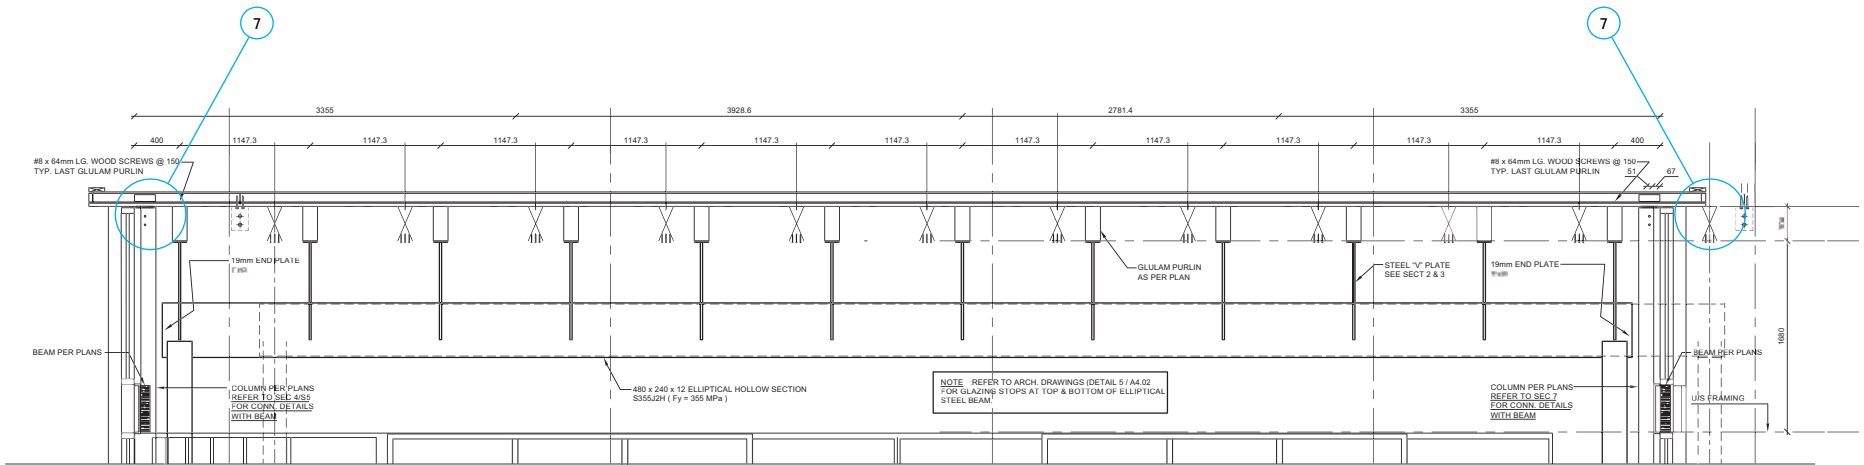 7
7
3355
3928.6
2781.4
3355
400
1147.3
1147.3
1147.3
1147.3
1147.3
1147.3
1147.3
1147.3
1147.3
1147.3
1147.3
400
#8 x 64mm LG. WOOD SCREWS @ 150
TYP. LAST GLULAM PURLIN
#8 x 64mm LG. WOOD SCREWS @ 150
TYP. LAST GLULAM PURLIN
51
67
19mm END PLATE
GLULAM PURLIN
AS PER PLAN
STEEL "V" PLATE
SEE SECT 2 & 3
19mm END PLATE
1680
BEAM PER PLANS
BEAM PER PLANS
COLUMN PER PLANS
REFER TO SEC 4/S5
FOR CONN. DETAILS
WITH BEAM
480 x 240 x 12 ELLIPTICAL HOLLOW SECTION
S355J2H ( Fy = 355 MPa )
NOTE :REFER TO ARCH. DRAWINGS (DETAIL 5 / A4.02
FOR GLAZING STOPS AT TOP & BOTTOM OF ELLIPTICAL
STEEL BEAM.
COLUMN PER PLANS
REFER TO SEC 7
FOR CONN. DETAILS
WITH BEAM
U/S FRAMING